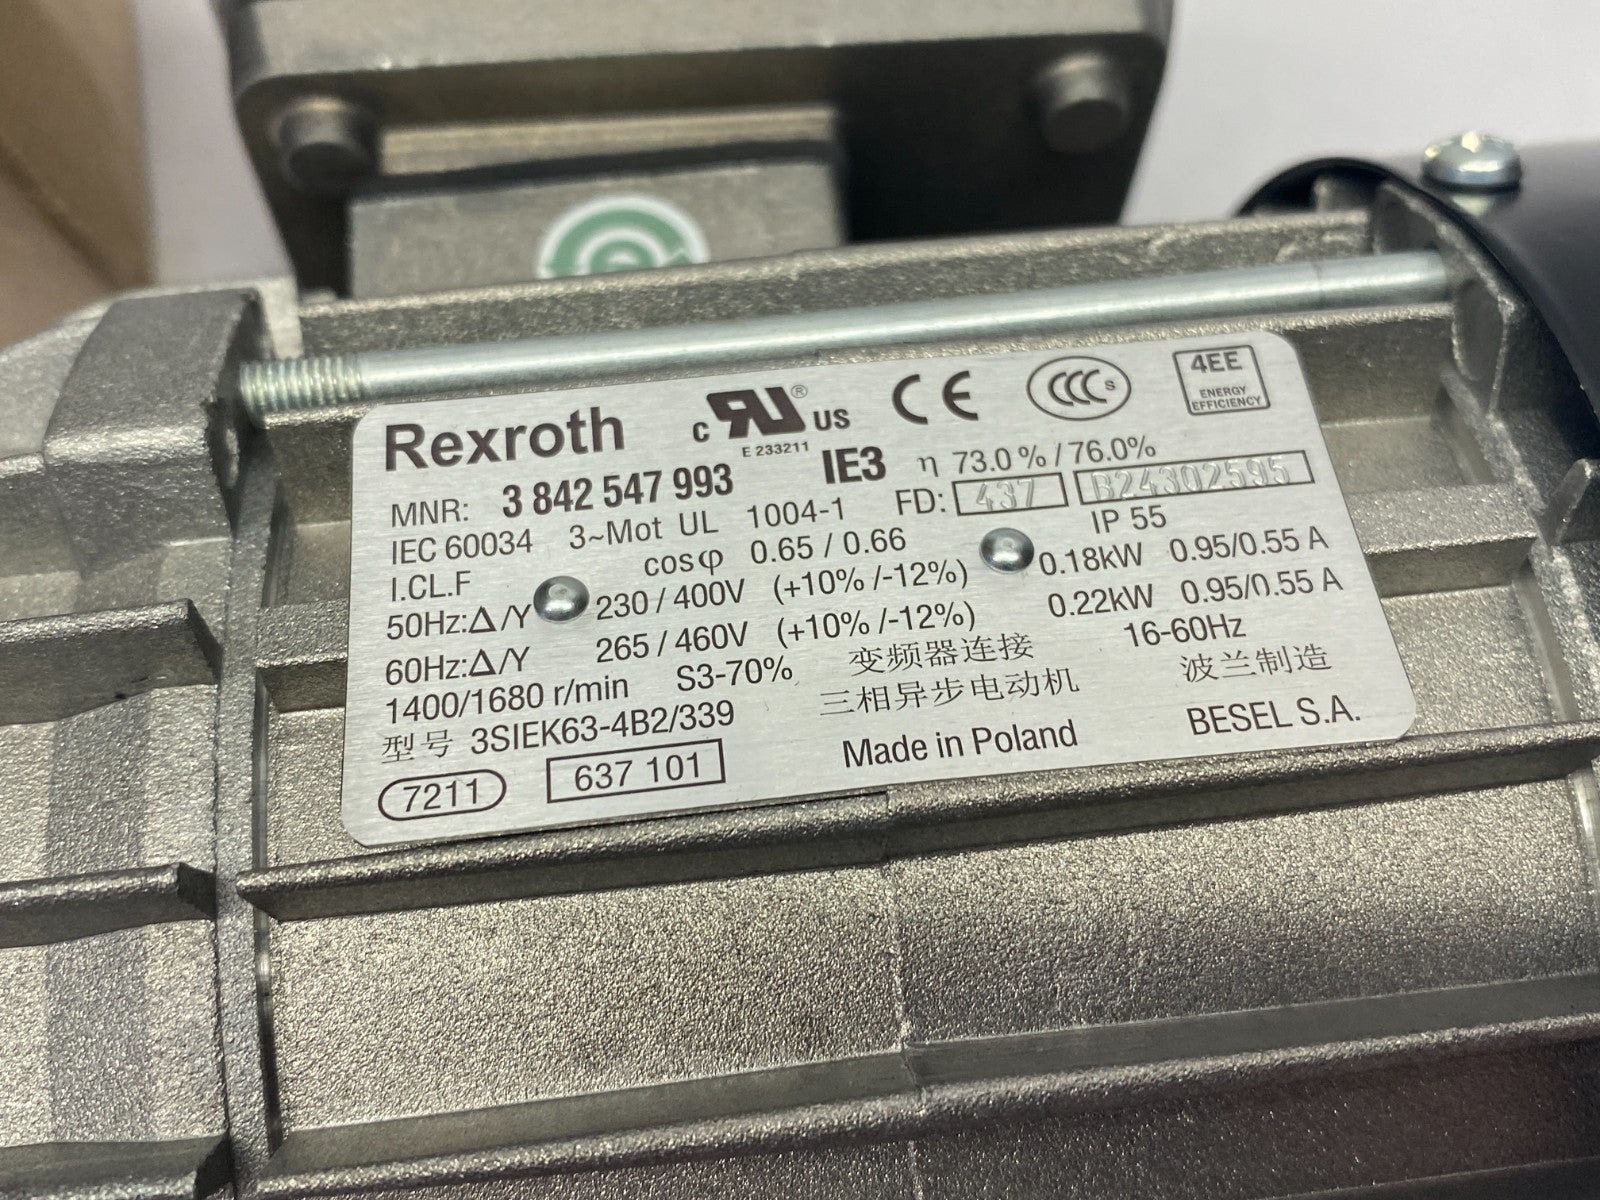 Rexroth c RU® US CE CCC S 4EE
E 233211 ENERGY EFFICIENCY
MNR: 3 842 547 993 IE3 η 73.0 % / 76.0%
IEC 60034 3~Mot UL 1004-1 FD: 437 B24302595
I.CL.F cosφ 0.65 / 0.66 IP 55
50Hz:Δ/Y 230 / 400V (+10% /-12%) 0.18kW 0.95/0.55 A
60Hz:Δ/Y 265 / 460V (+10% /-12%) 0.22kW 0.95/0.55 A
1400/1680 r/min S3-70% 变频器连接 16-60Hz
型号 3SIEK63-4B2/339 三相异步电动机 波兰制造
7211 637 101 Made in Poland BESEL S.A.